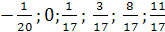 − 1/20 ; 0; 1/17 ; 3/17 ; 8/17 ; 11/17